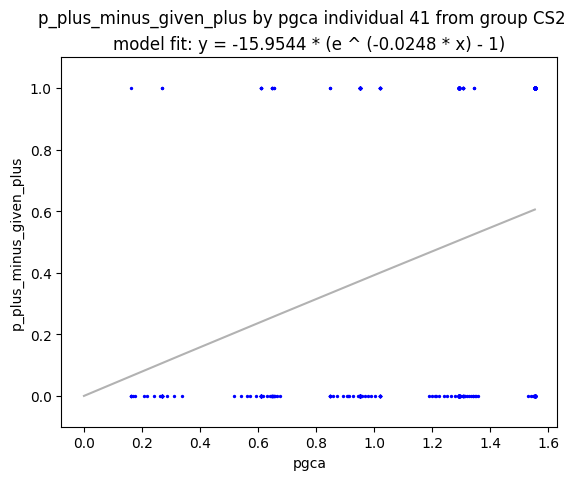 p_plus_minus_given_plus by pgca individual 41 from group CS2
model fit: y = -15.9544 * (e ^ (-0.0248 * x) - 1)
1.0
0.8
0.6
0.4
0.2
0.0
p_plus_minus_given_plus
0.0 0.2 0.4 0.6 0.8 1.0 1.2 1.4 1.6
pgca